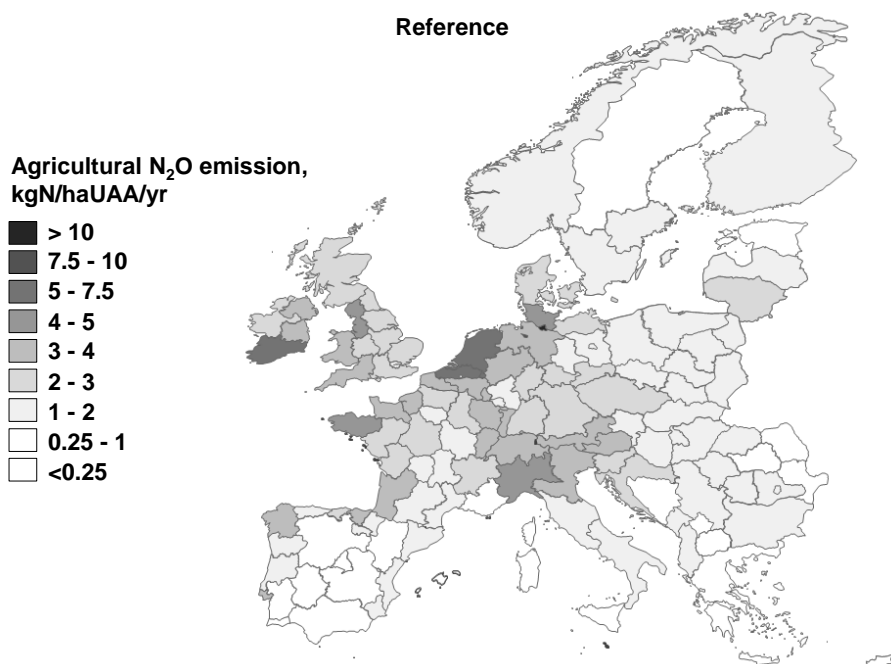 Reference
Agricultural N₂O emission,
kgN/haUAA/yr
> 10
7.5 - 10
5 - 7.5
4 - 5
3 - 4
2 - 3
1 - 2
0.25 - 1
<0.25